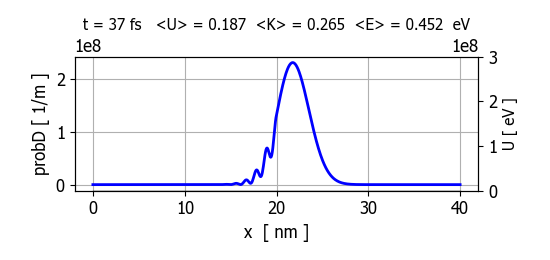 t = 37 fs <U> = 0.187 <K> = 0.265 <E> = 0.452 eV
1e8 1e8
probD [ 1/m ]
2
1
0
3
2
1
0
U [ eV ]
0 10 20 30 40
x [ nm ]